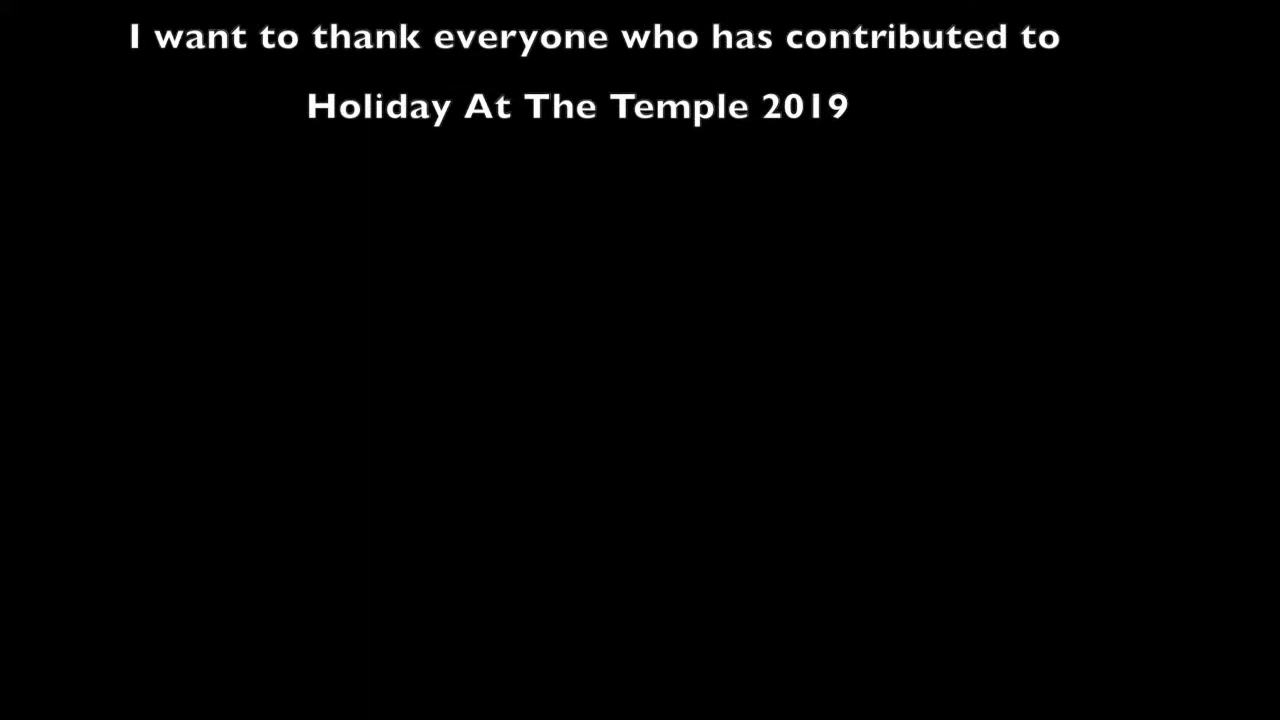 I want to thank everyone who has contributed to
Holiday At The Temple 2019